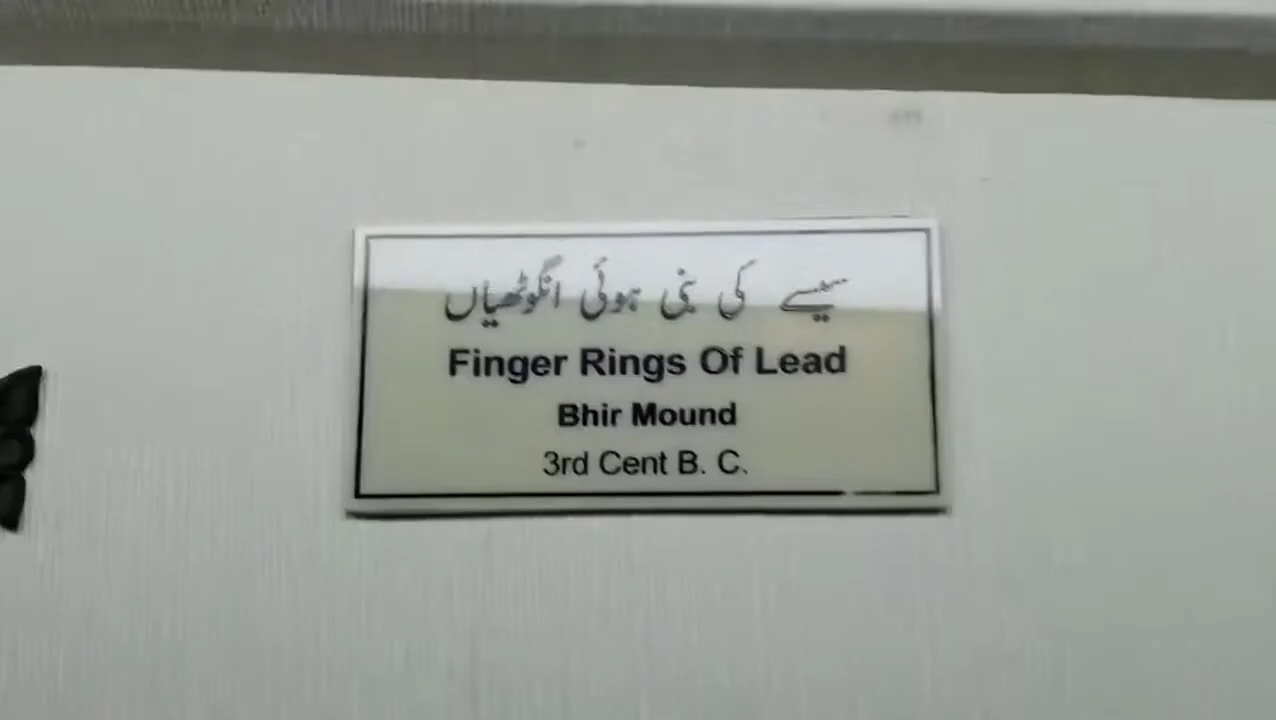 سیسے کی بنی ہوئی انگوٹھیاں
Finger Rings Of Lead
Bhir Mound
3rd Cent B. C.